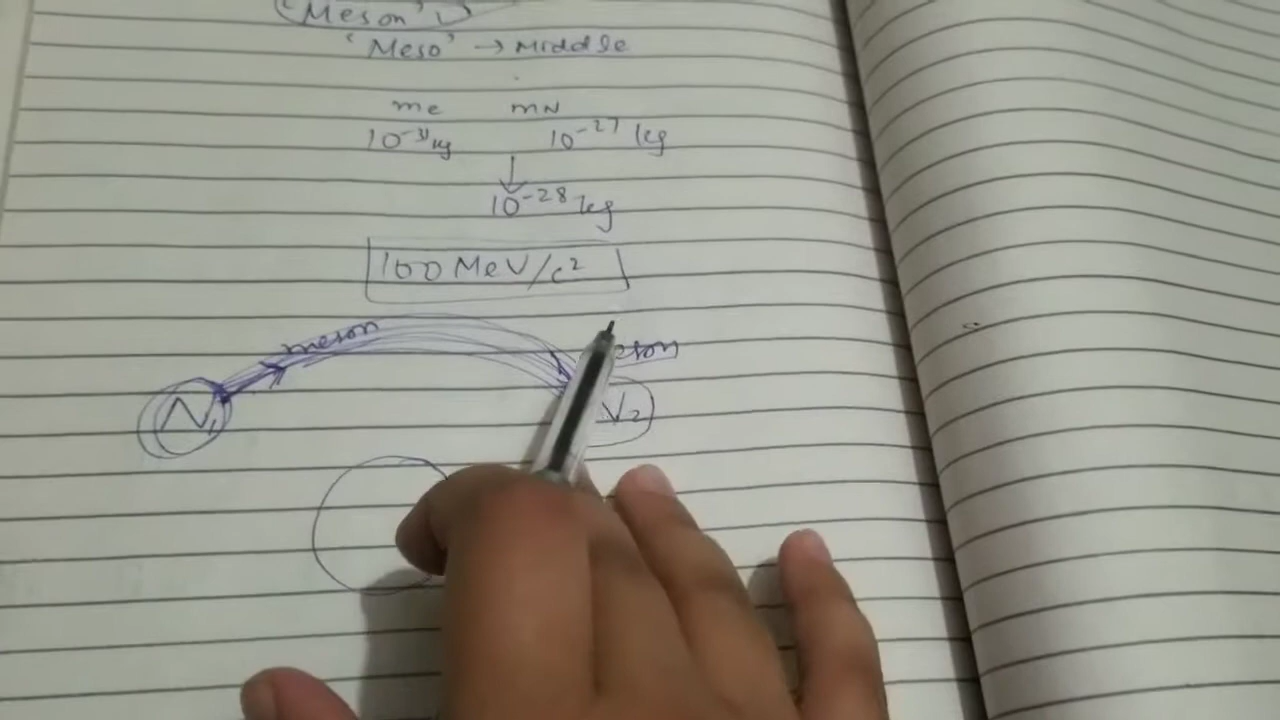 'Meson'
'Meso' → Middle
me mN
10⁻³¹kg 10⁻²⁷ kg
↓
10⁻²⁸ kg
100 MeV/c²
meson
N₁